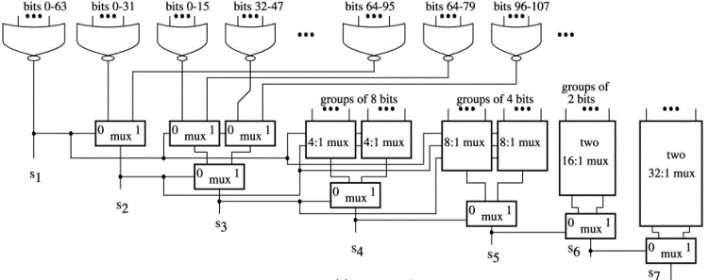 bits 0-63 bits 0-31 bits 0-15 bits 32-47 bits 64-95 bits 64-79 bits 96-107
groups of 8 bits groups of 4 bits groups of 2 bits
0 mux 1 0 mux 1 0 mux 1 4:1 mux 4:1 mux 8:1 mux 8:1 mux two 16:1 mux two 32:1 mux
s1 0 mux 1 0 mux 1 0 mux 1 0 mux 1 0 mux 1
s2 s3 s4 s5 s6 s7